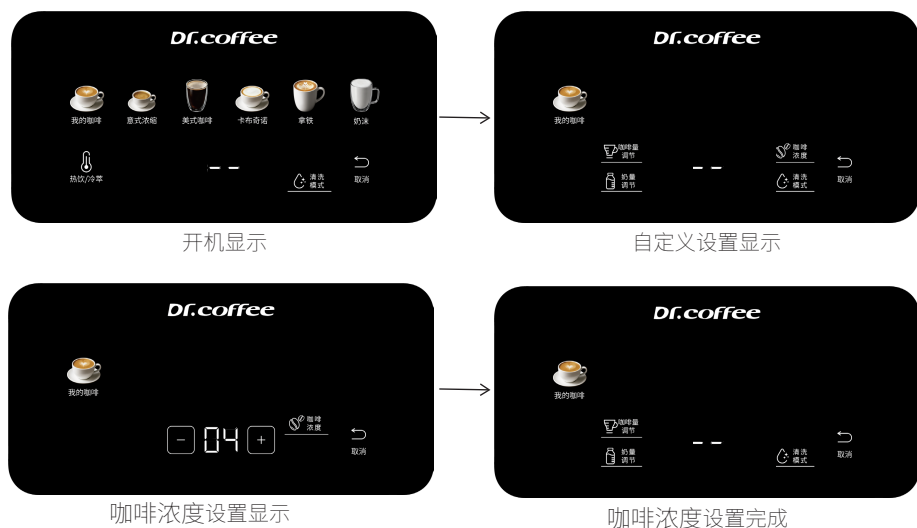 Dr.coffee
我的咖啡 意式浓缩 美式咖啡 卡布奇诺 拿铁 奶沫
热饮/冷萃 -- 清洗
模式 取消
开机显示
Dr.coffee
我的咖啡
咖啡量
调节 咖啡
浓度
奶量
调节 -- 清洗
模式 取消
自定义设置显示
Dr.coffee
我的咖啡
− 04 + 咖啡
浓度 取消
咖啡浓度设置显示
Dr.coffee
我的咖啡
咖啡量
调节
奶量
调节 -- 清洗
模式 取消
咖啡浓度设置完成